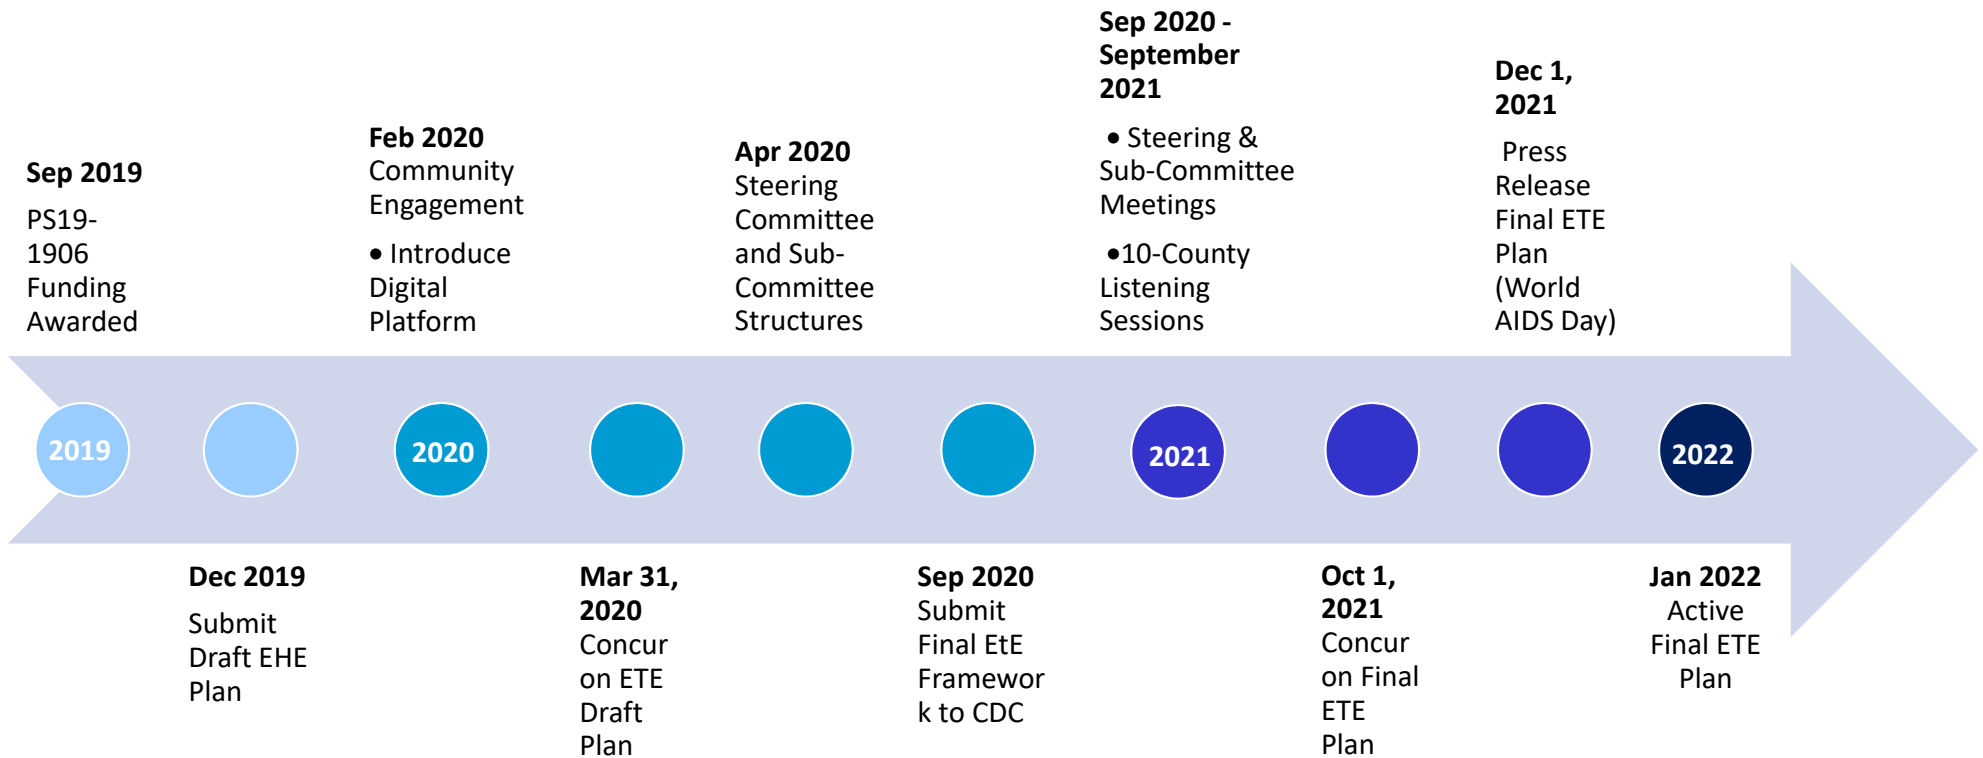 Sep 2019
PS19-
1906
Funding
Awarded
Feb 2020
Community
Engagement
• Introduce
Digital
Platform
Apr 2020
Steering
Committee
and Sub-
Committee
Structures
Sep 2020 -
September
2021
• Steering &
Sub-Committee
Meetings
•10-County
Listening
Sessions
Dec 1,
2021
Press
Release
Final ETE
Plan
(World
AIDS Day)
2019
2020
2021
2022
Dec 2019
Submit
Draft EHE
Plan
Mar 31,
2020
Concur
on ETE
Draft
Plan
Sep 2020
Submit
Final EtE
Framewor
k to CDC
Oct 1,
2021
Concur
on Final
ETE
Plan
Jan 2022
Active
Final ETE
Plan